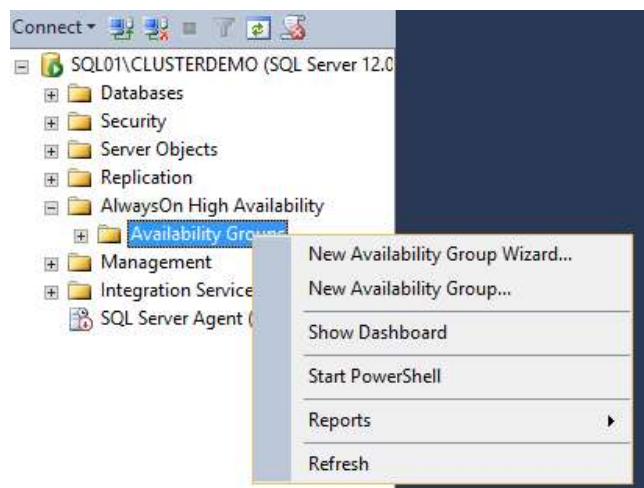 Connect
SQL01\CLUSTERDEMO (SQL Server 12.0
Databases
Security
Server Objects
Replication
AlwaysOn High Availability
Availability Groups
Management
Integration Service
SQL Server Agent (
New Availability Group Wizard...
New Availability Group...
Show Dashboard
Start PowerShell
Reports
Refresh